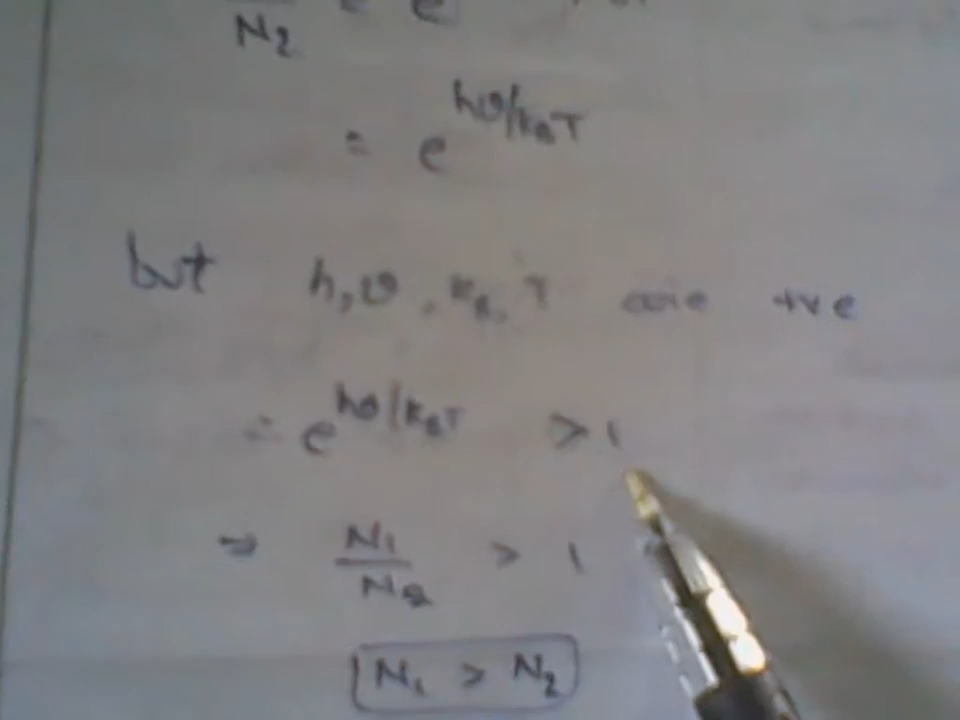 N2 = e
= e^hυ/kBT
but h, υ, kB, T are +ve
= e^hυ/kBT > 1
⇒ N1/N2 > 1
N1 > N2